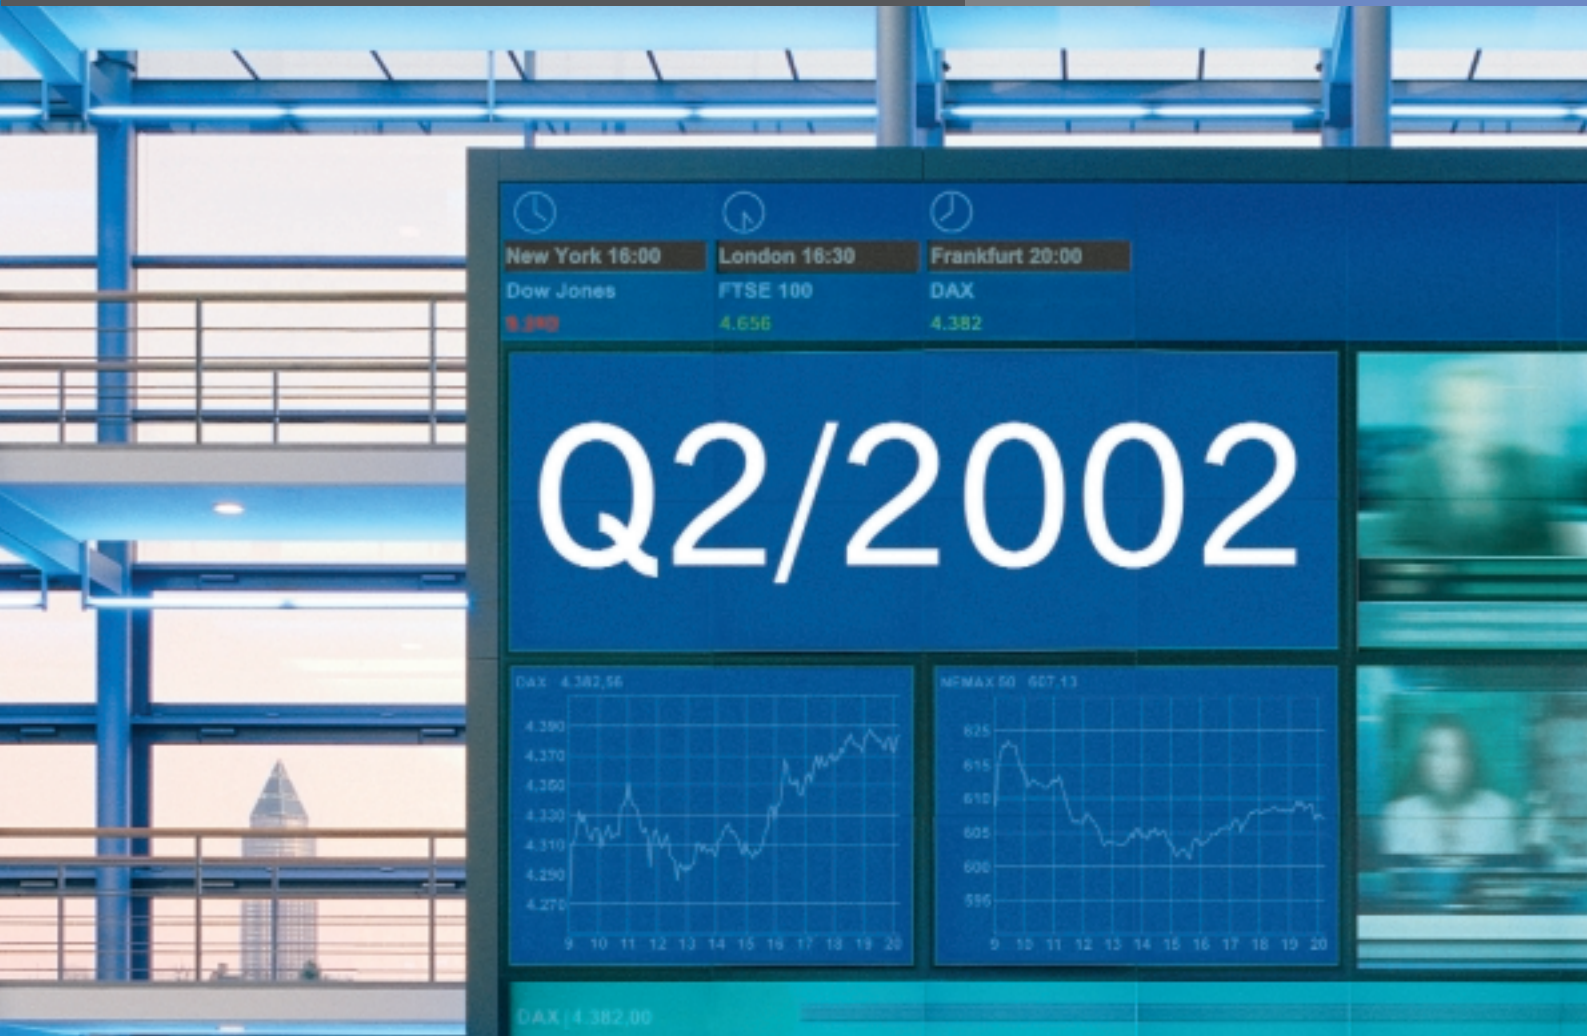 New York 16:00
London 16:30
Frankfurt 20:00
Dow Jones
FTSE 100
DAX
4.656
4.382
Q2/2002
DAX 4.382,56
NEMAX 50 607,13
4.390
4.370
4.350
4.330
4.310
4.290
4.270
9 10 11 12 13 14 15 16 17 18 19 20
625
615
610
605
600
595
9 10 11 12 13 14 15 16 17 18 19 20
DAX 4.382,00